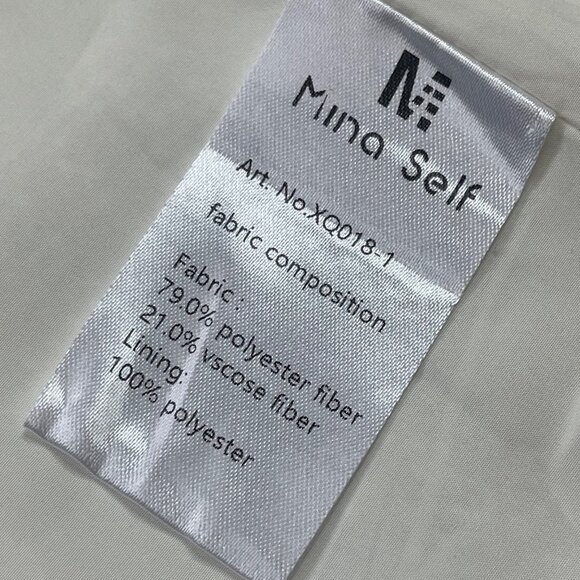 M
Mina Self
Art. No.XQ018-1
fabric composition
Fabric :
79.0% polyester fiber
21.0% vscose fiber
Lining:
100% polyester